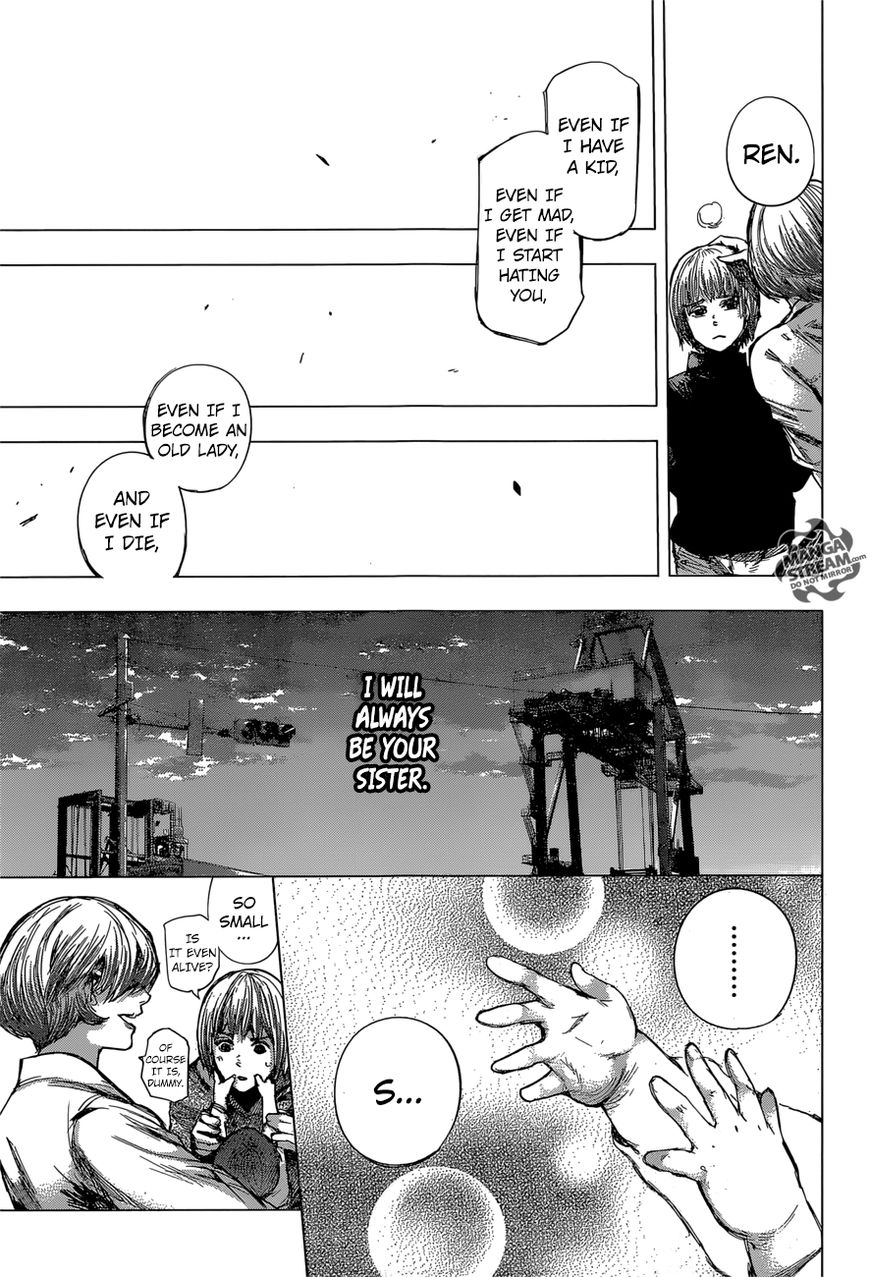 REN.
EVEN IF
I HAVE
A KID,
EVEN IF
I GET MAD,
EVEN IF
I START
HATING
YOU,
EVEN IF I
BECOME AN
OLD LADY,
AND
EVEN IF
I DIE,
MANGA
STREAM.com
DO NOT MIRROR
I WILL
ALWAYS
BE YOUR
SISTER.
.......
S...
SO
SMALL
...
IS
IT EVEN
ALIVE?
OF
COURSE
IT IS,
DUMMY.